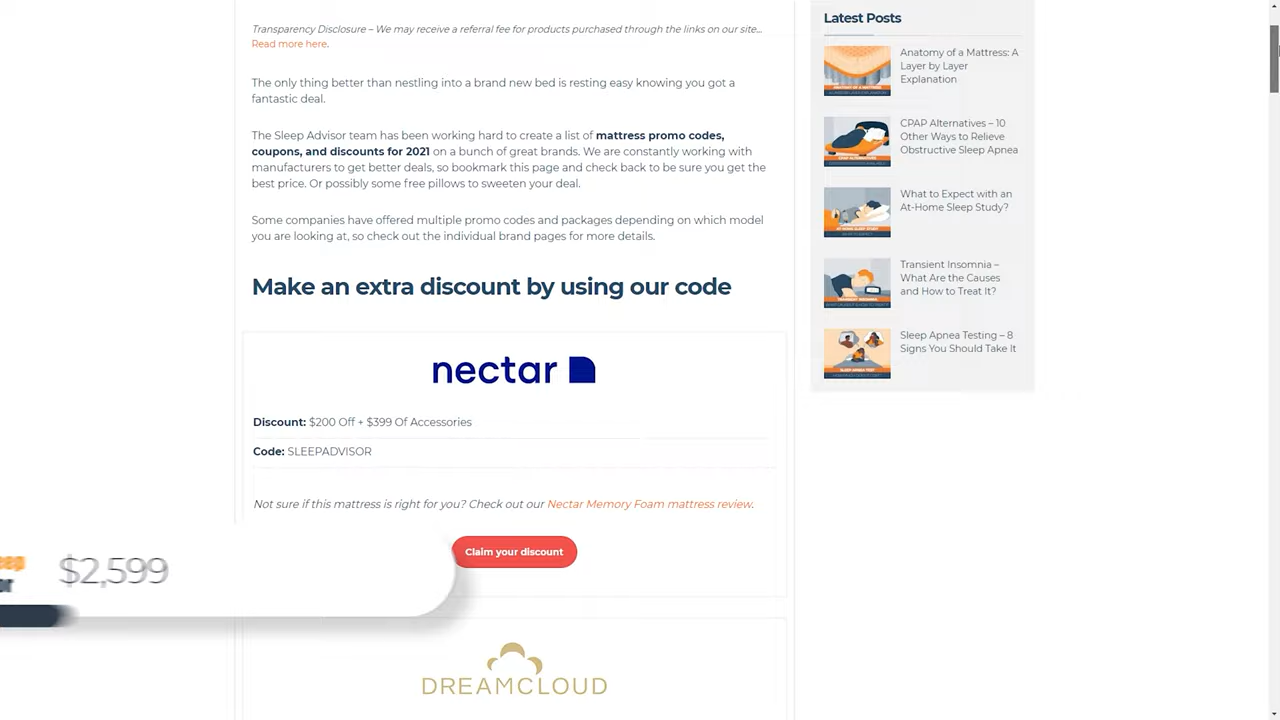 Transparency Disclosure – We may receive a referral fee for products purchased through the links on our site...
Read more here.
The only thing better than nestling into a brand new bed is resting easy knowing you got a
fantastic deal.
The Sleep Advisor team has been working hard to create a list of mattress promo codes,
coupons, and discounts for 2021 on a bunch of great brands. We are constantly working with
manufacturers to get better deals, so bookmark this page and check back to be sure you get the
best price. Or possibly some free pillows to sweeten your deal.
Some companies have offered multiple promo codes and packages depending on which model
you are looking at, so check out the individual brand pages for more details.
Make an extra discount by using our code
nectar
Discount: $200 Off + $399 Of Accessories
Code: SLEEPADVISOR
Not sure if this mattress is right for you? Check out our Nectar Memory Foam mattress review.
Claim your discount
$2,599
DREAMCLOUD
Latest Posts
Anatomy of a Mattress: A
Layer by Layer
Explanation
CPAP Alternatives – 10
Other Ways to Relieve
Obstructive Sleep Apnea
What to Expect with an
At-Home Sleep Study?
Transient Insomnia –
What Are the Causes
and How to Treat It?
Sleep Apnea Testing – 8
Signs You Should Take It